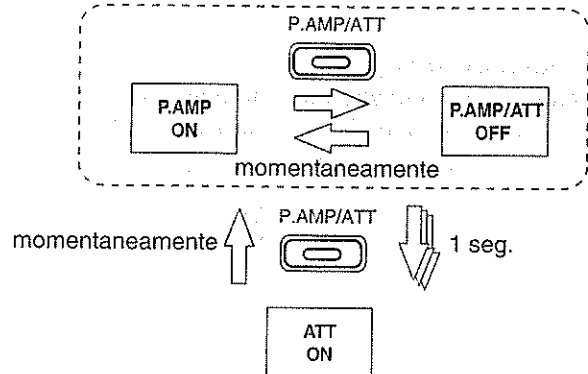 P.AMP/ATT
P.AMP
ON
P.AMP/ATT
OFF
momentaneamente
P.AMP/ATT
momentaneamente
1 seg.
ATT
ON